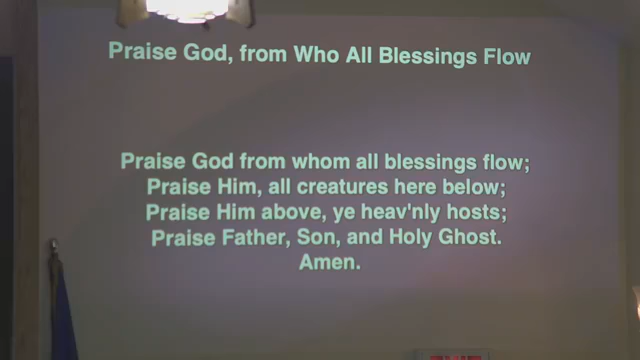 Praise God, from Who All Blessings Flow
Praise God from whom all blessings flow;
Praise Him, all creatures here below;
Praise Him above, ye heav'nly hosts;
Praise Father, Son, and Holy Ghost.
Amen.